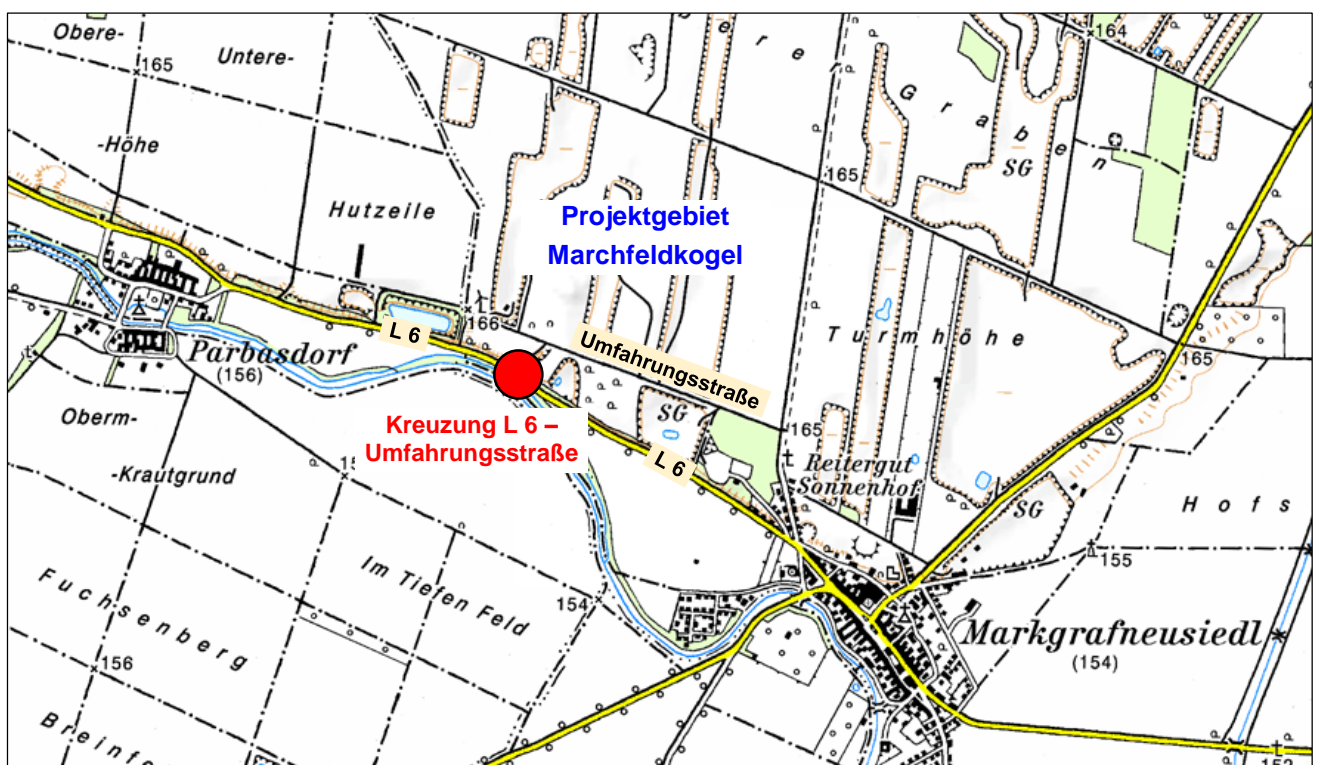 Obere-
Untere-
165
-Höhe
Hutzeile
bere
Graben
164
SG
165
Projektgebiet
Marchfeldkogel
166
L 6
Umfahrungsstraße
Turmhöhe
165
Parbasdorf
(156)
Oberm-
-Krautgrund
Kreuzung L 6 –
Umfahrungsstraße
SG
L 6
165
Reitergut
Sonnenhof
SG
Hofs
155
Im Tiefen Feld
154
Fuchsenberg
156
Markgrafneusiedl
(154)